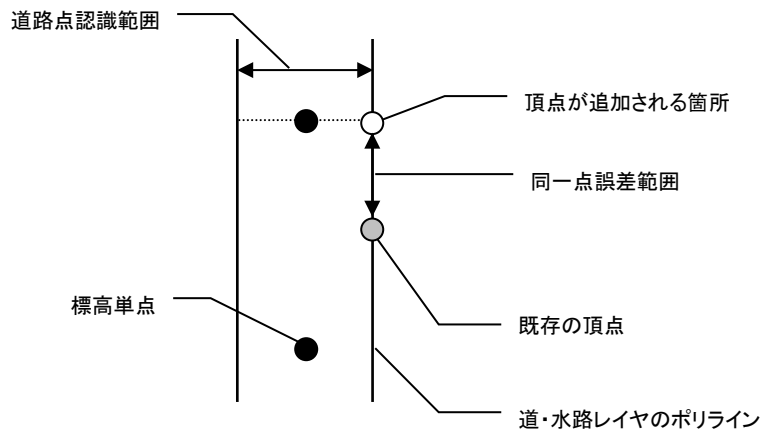 道路点認識範囲
頂点が追加される箇所
同一点誤差範囲
標高単点
既存の頂点
道・水路レイヤのポリライン